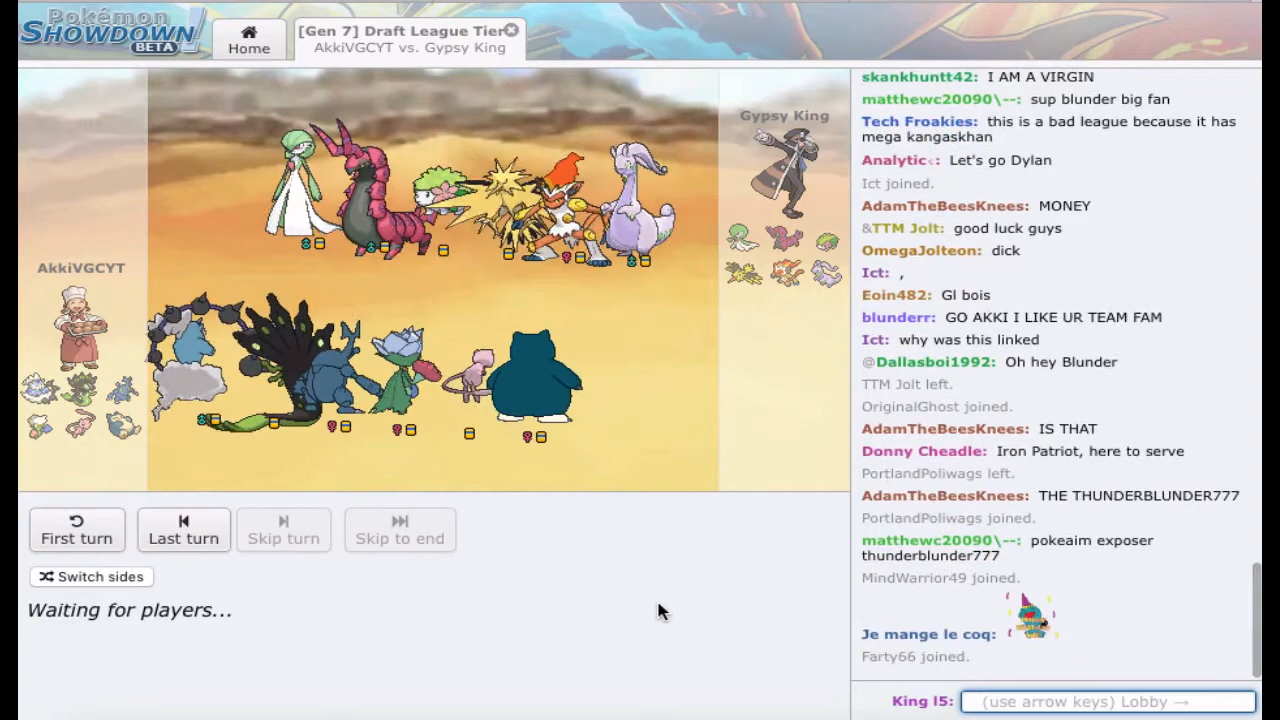 Pokémon
SHOWDOWN!
BETA
Home
[Gen 7] Draft League Tier
AkkiVGCYT vs. Gypsy King
Gypsy King
AkkiVGCYT
First turn
Last turn
Skip turn
Skip to end
Switch sides
Waiting for players...
skankhuntt42: I AM A VIRGIN
matthewc20090\--: sup blunder big fan
Tech Froakies: this is a bad league because it has
mega kangaskhan
Analytic: Let's go Dylan
Ict joined.
AdamTheBeesKnees: MONEY
&TTM Jolt: good luck guys
OmegaJolteon: dick
Ict: ,
Eoin482: Gl bois
blunderr: GO AKKI I LIKE UR TEAM FAM
Ict: why was this linked
@Dallasboi1992: Oh hey Blunder
TTM Jolt left.
OriginalGhost joined.
AdamTheBeesKnees: IS THAT
Donny Cheadle: Iron Patriot, here to serve
PortlandPoliwags left.
AdamTheBeesKnees: THE THUNDERBLUNDER777
PortlandPoliwags joined.
matthewc20090\--: pokeaim exposer
thunderblunder777
MindWarrior49 joined.
Je mange le coq:
Farty66 joined.
King l5: (use arrow keys) Lobby →